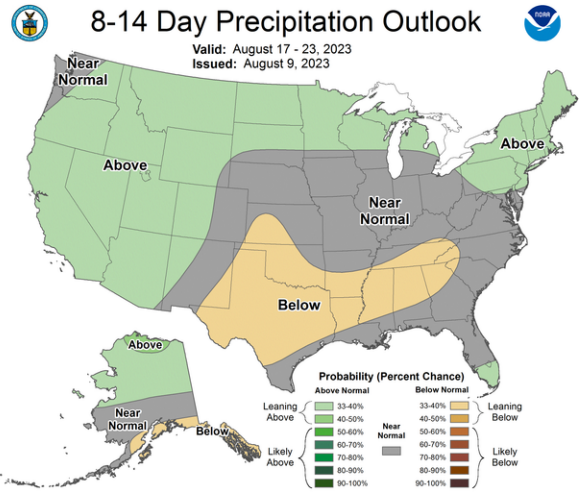 8-14 Day Precipitation Outlook
NOAA
Valid: August 17 - 23, 2023
Issued: August 9, 2023
Near
Normal
Above
Above
Near
Normal
Below
Above
Near
Normal
Below
Probability (Percent Chance)
Above Normal
Below Normal
Leaning
Above
33-40%
40-50%
Likely
Above
50-60%
60-70%
70-80%
80-90%
90-100%
Near
Normal
33-40%
40-50%
Leaning
Below
50-60%
60-70%
70-80%
80-90%
90-100%
Likely
Below